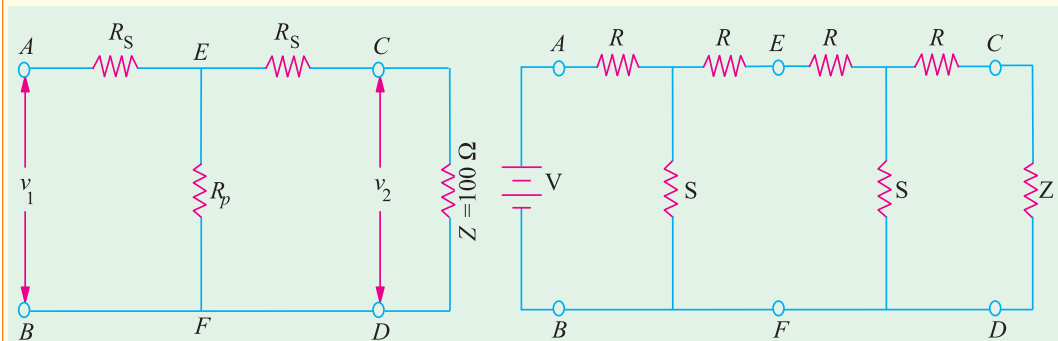 A R_S E R_S C
v_1 R_p v_2 Z = 100 Ω
B F D
A R E R C
R R
V S S Z
B F D